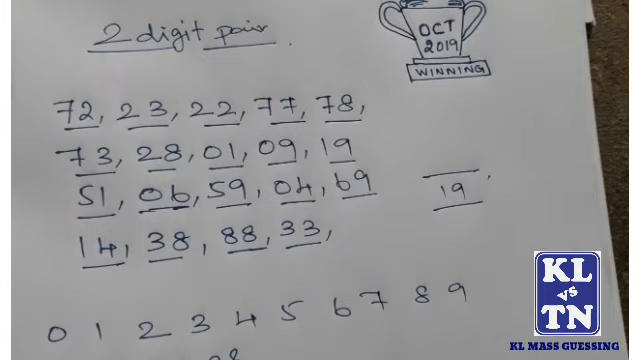 2 digit pair.
OCT
2019
WINNING
72, 23, 22, 77, 78,
73, 28, 01, 09, 19
51, 06, 59, 04, 69
19
14, 38, 88, 33,
0 1 2 3 4 5 6 7 8 9
KL
VS
TN
KL MASS GUESSING